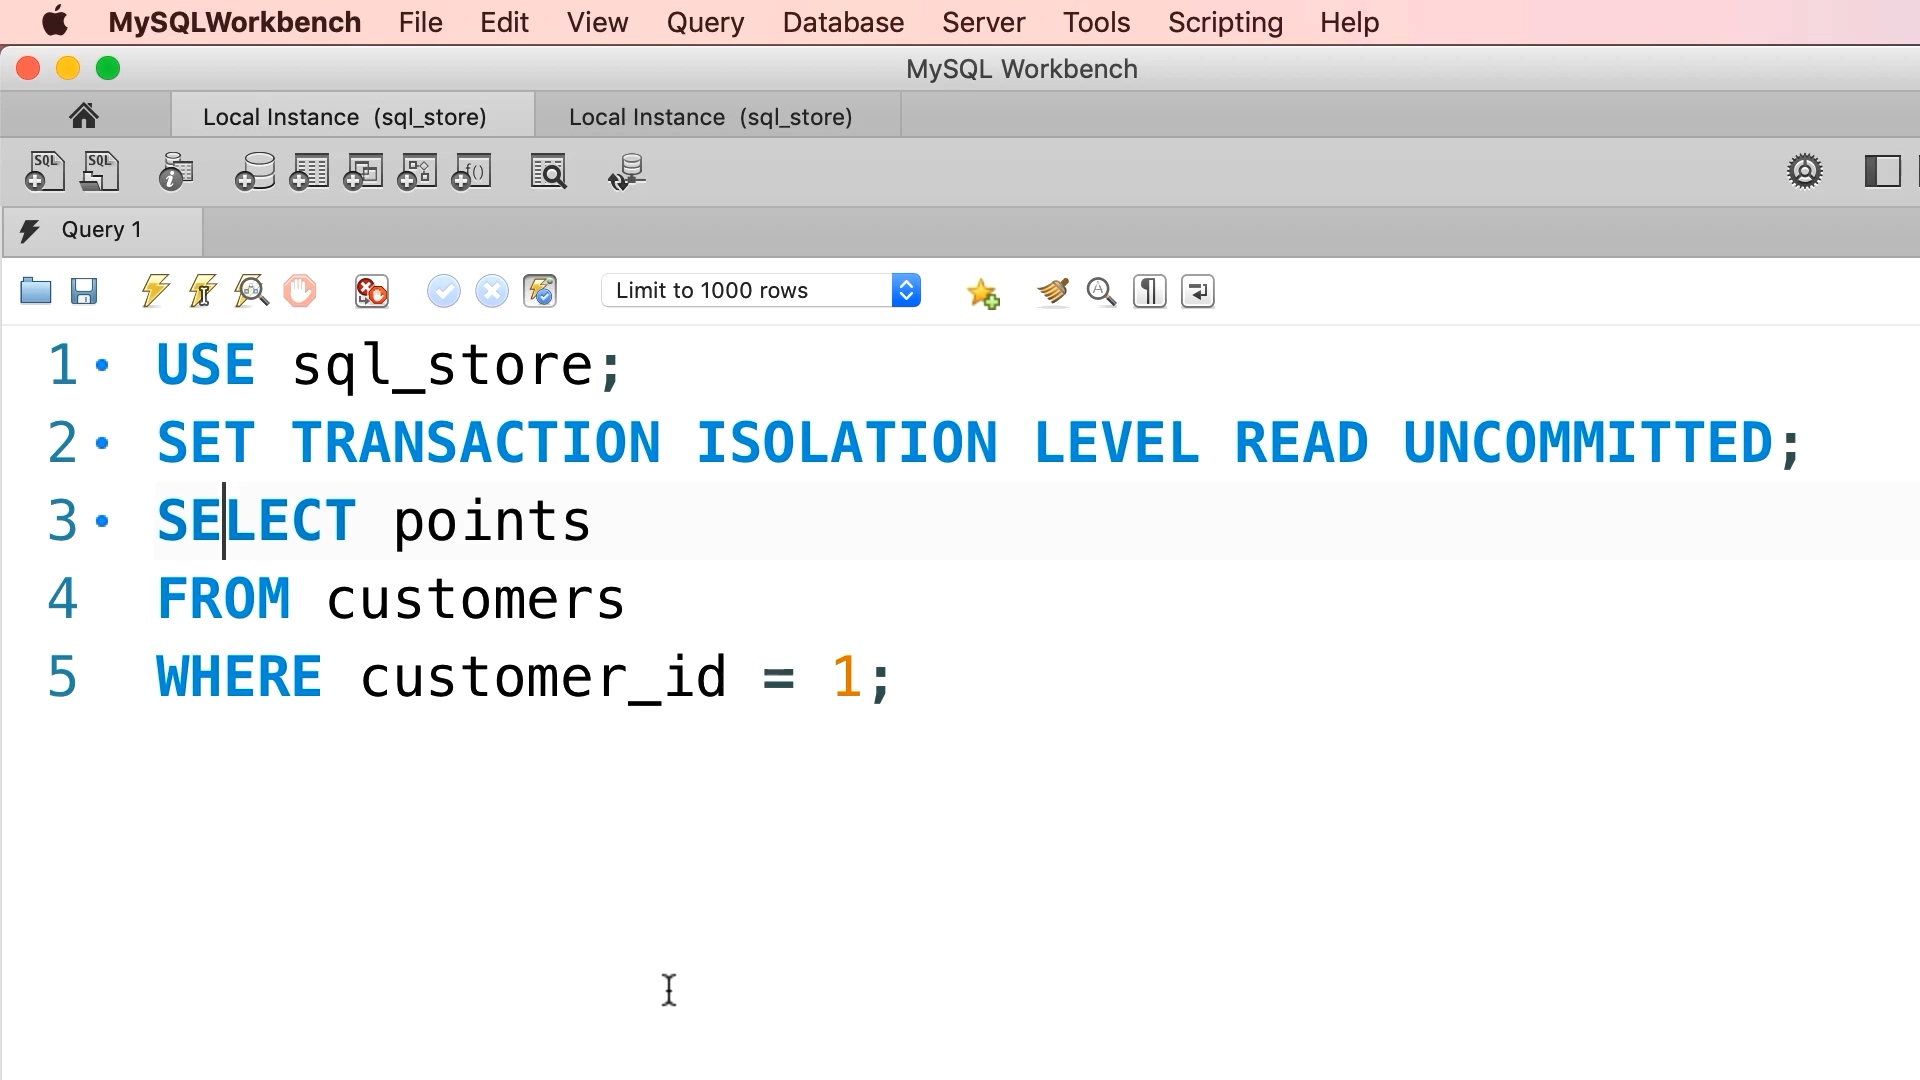 MySQLWorkbench File Edit View Query Database Server Tools Scripting Help
MySQL Workbench
Local Instance (sql_store) Local Instance (sql_store)
SQL SQL
Query 1
Limit to 1000 rows
1 USE sql_store;
2 SET TRANSACTION ISOLATION LEVEL READ UNCOMMITTED;
3 SELECT points
4 FROM customers
5 WHERE customer_id = 1;